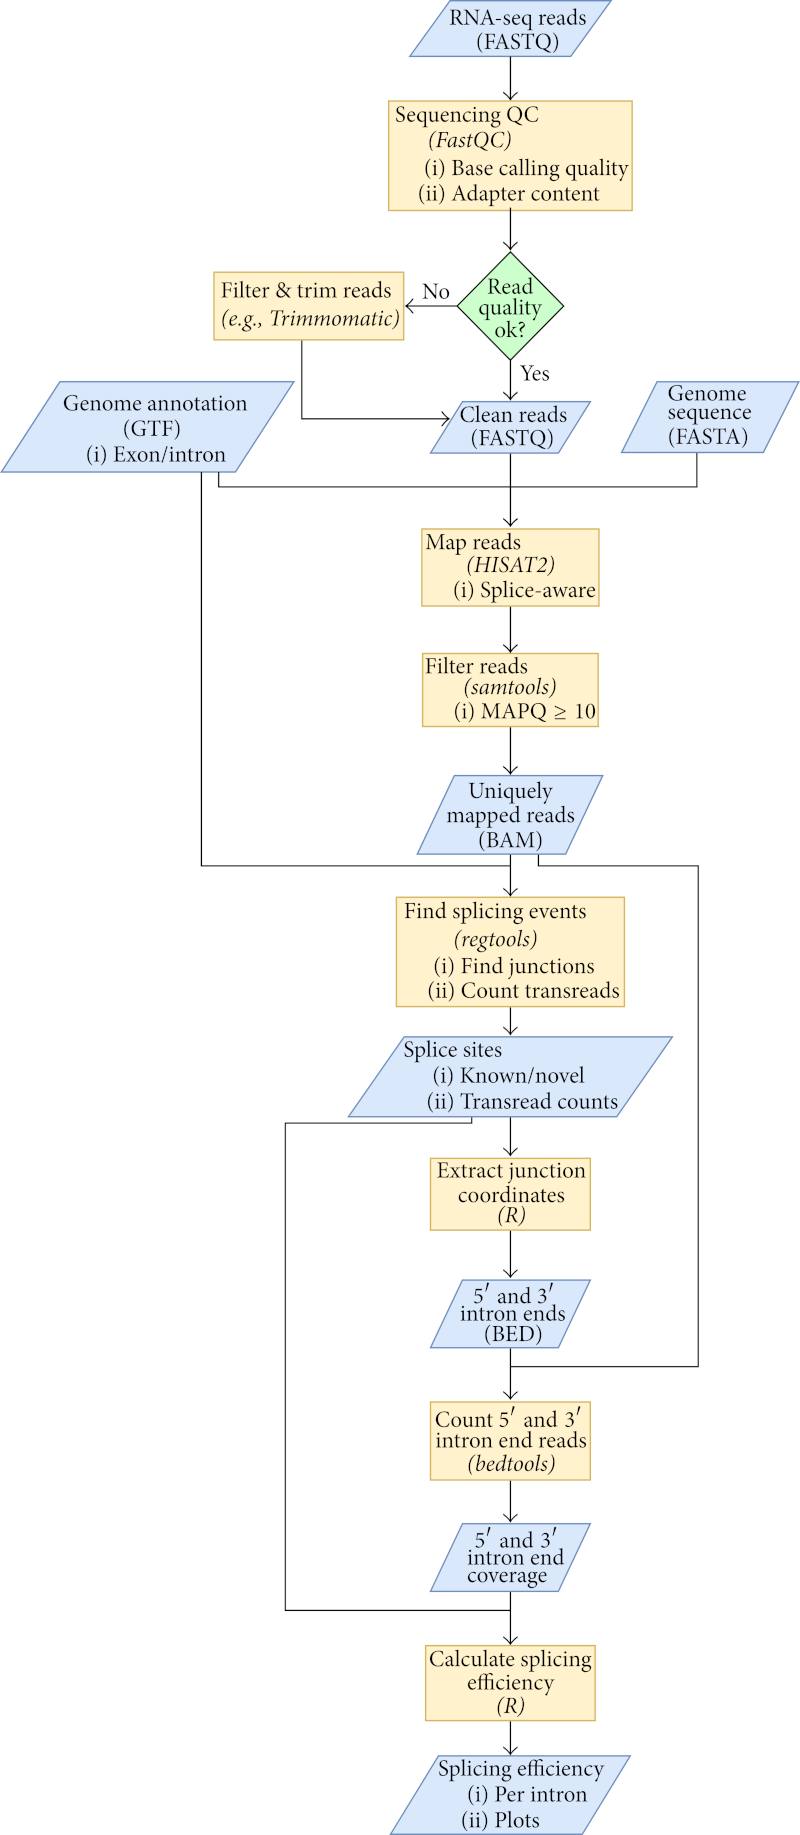 RNA-seq reads
(FASTQ)
Sequencing QC
(FastQC)
(i) Base calling quality
(ii) Adapter content
Read
quality
ok?
No
Yes
Filter & trim reads
(e.g., Trimmomatic)
Genome annotation
(GTF)
(i) Exon/intron
Clean reads
(FASTQ)
Genome
sequence
(FASTA)
Map reads
(HISAT2)
(i) Splice-aware
Filter reads
(samtools)
(i) MAPQ ≥ 10
Uniquely
mapped reads
(BAM)
Find splicing events
(regtools)
(i) Find junctions
(ii) Count transreads
Splice sites
(i) Known/novel
(ii) Transread counts
Extract junction
coordinates
(R)
5′ and 3′
intron ends
(BED)
Count 5′ and 3′
intron end reads
(bedtools)
5′ and 3′
intron end
coverage
Calculate splicing
efficiency
(R)
Splicing efficiency
(i) Per intron
(ii) Plots